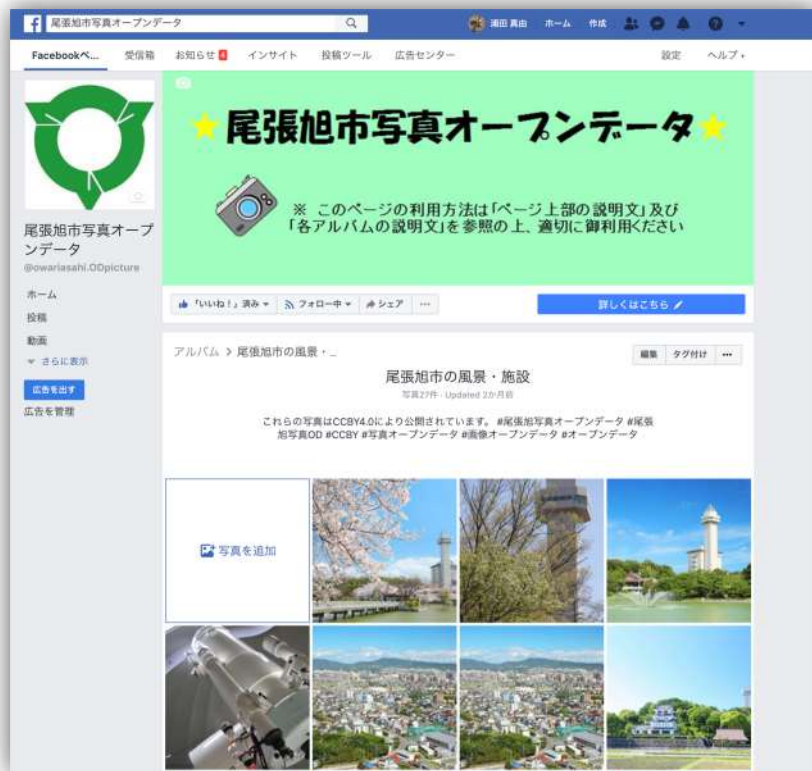 尾張旭市写真オープンデータ
浦田 真由 ホーム 作成
Facebookペ... 受信箱 お知らせ 4 インサイト 投稿ツール 広告センター 設定 ヘルプ
尾張旭市写真オープンデータ
※ このページの利用方法は「ページ上部の説明文」及び
「各アルバムの説明文」を参照の上、適切に御利用ください
尾張旭市写真オープ
ンデータ
@owariasahi.ODpicture
ホーム
投稿
動画
さらに表示
広告を出す
広告を管理
「いいね！」済み フォロー中 シェア ... 詳しくはこちら
アルバム > 尾張旭市の風景・... 編集 タグ付け ...
尾張旭市の風景・施設
写真27件 · Updated 2か月前
これらの写真はCCBY4.0により公開されています。 #尾張旭写真オープンデータ #尾張
旭写真OD #CCBY #写真オープンデータ #画像オープンデータ #オープンデータ
写真を追加